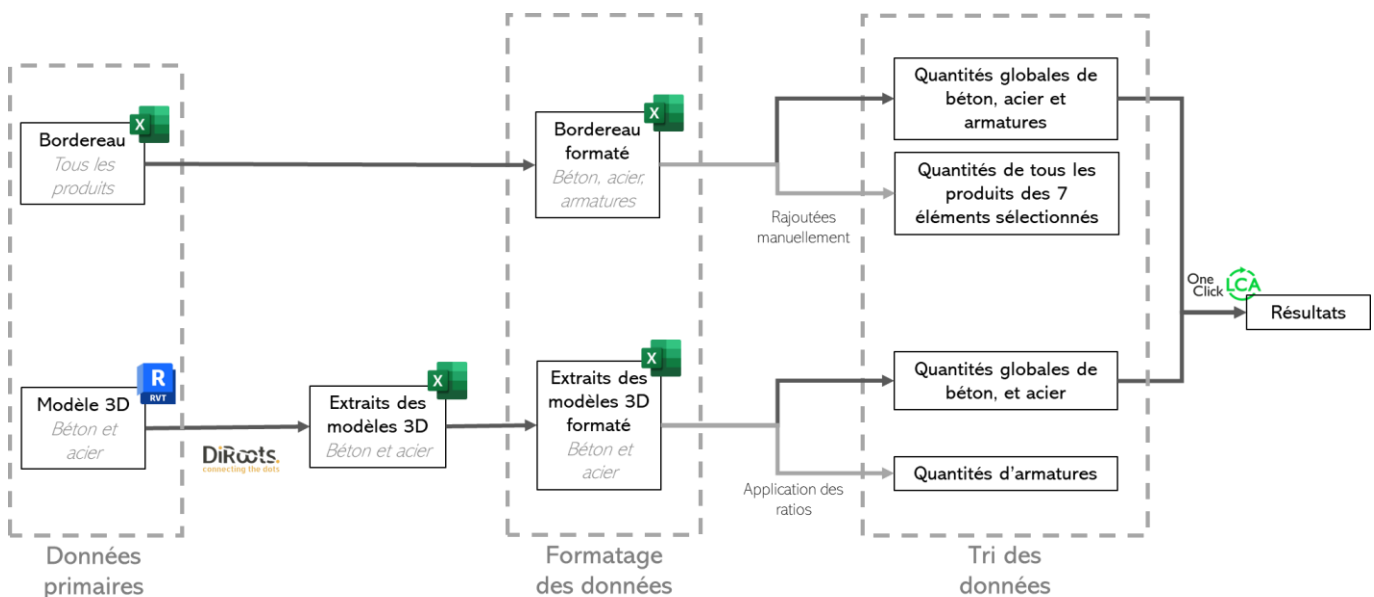 Bordereau
Tous les
produits
X
Bordereau
formaté
Béton, acier,
armatures
X
Rajoutées
manuellement
Quantités globales de
béton, acier et
armatures
Quantités de tous les
produits des 7
éléments sélectionnés
One
Click
LCA
Résultats
Modèle 3D
Béton et
acier
R
RVT
DiRoots.
connecting the dots
Extraits des
modèles 3D
Béton et acier
X
Extraits des
modèles 3D
formaté
Béton et
acier
X
Application des
ratios
Quantités globales de
béton, et acier
Quantités d'armatures
Données
primaires
Formatage
des données
Tri des
données